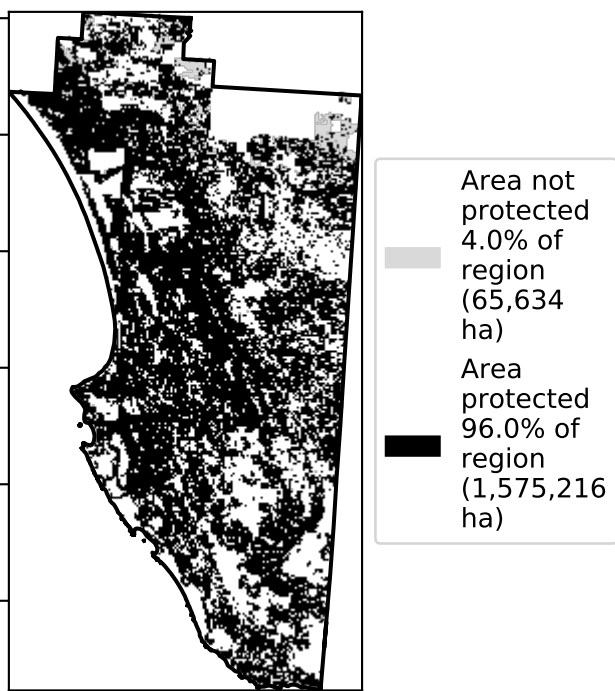 Area not
protected
4.0% of
region
(65,634
ha)
Area
protected
96.0% of
region
(1,575,216
ha)